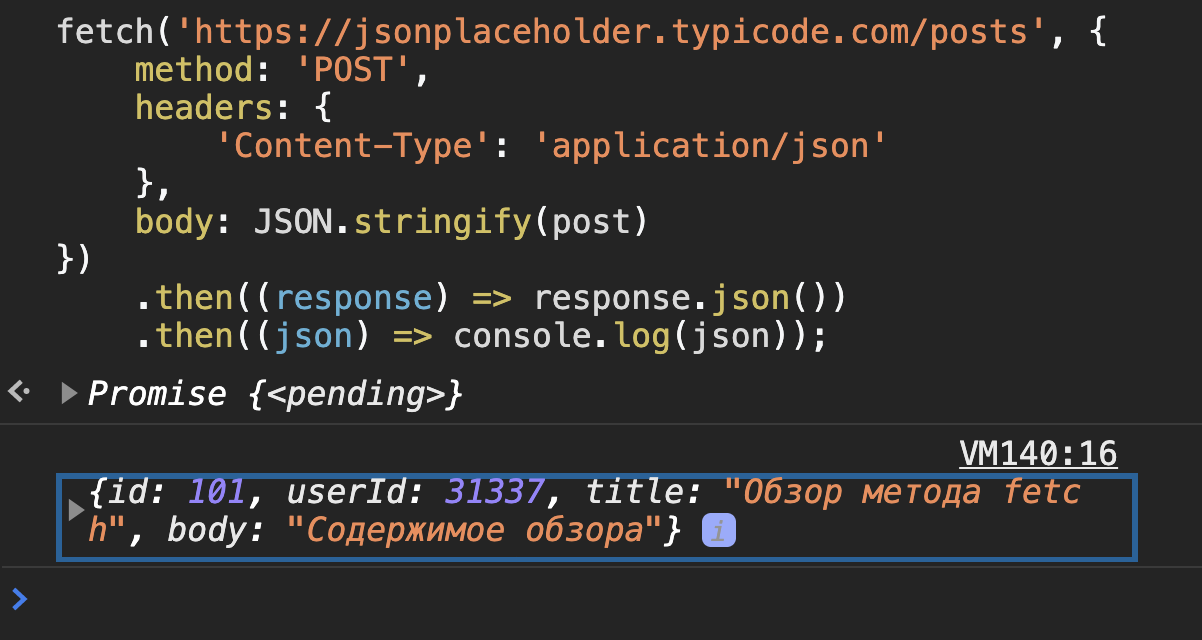 fetch('https://jsonplaceholder.typicode.com/posts', {
    method: 'POST',
    headers: {
        'Content-Type': 'application/json'
    },
    body: JSON.stringify(post)
})
    .then((response) => response.json())
    .then((json) => console.log(json));
Promise {<pending>}
VM140:16
{id: 101, userId: 31337, title: "Обзор метода fetc
h", body: "Содержимое обзора"} i